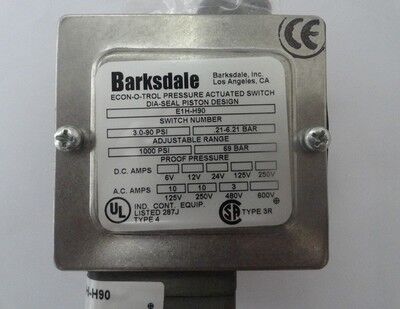 CE
Barksdale
Barksdale, Inc.
Los Angeles, CA
ECON-O-TROL PRESSURE ACTUATED SWITCH
DIA-SEAL PISTON DESIGN
E1H-H90
SWITCH NUMBER
3.0-90 PSI .21-6.21 BAR
ADJUSTABLE RANGE
1000 PSI 69 BAR
PROOF PRESSURE
D.C. AMPS
6V 12V 24V 125V 250V
A.C. AMPS 10 10 3
125V 250V 480V 600V
UL IND. CONT. EQUIP.
LISTED 287J
TYPE 4
SA TYPE 3R
H-H90